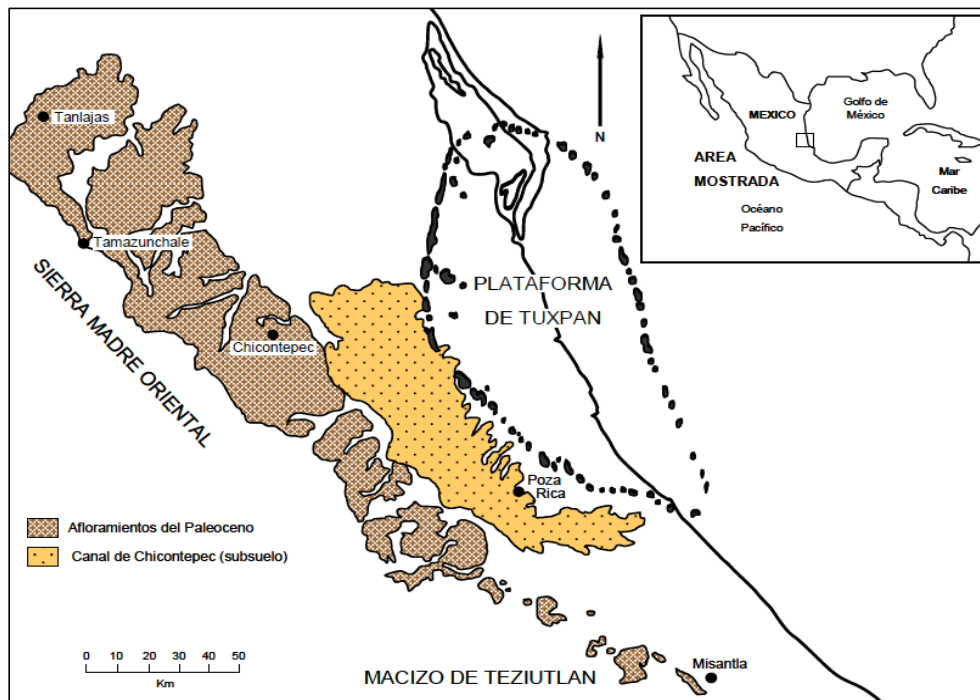 Tanlajas
Tamazunchale
Chicontepec
SIERRA MADRE ORIENTAL
PLATAFORMA
DE TUXPAN
Poza
Rica
N
MEXICO
Golfo de
México
AREA
MOSTRADA
Mar
Caribe
Océano
Pacífico
Afloramientos del Paleoceno
Canal de Chicontepec (subsuelo)
0 10 20 30 40 50
Km
MACIZO DE TEZIUTLAN
Misantla